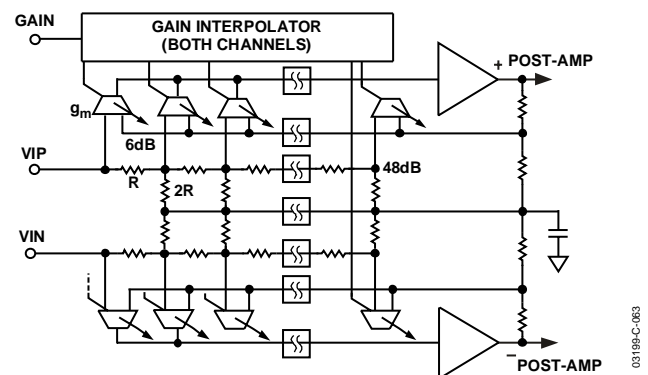 GAIN
GAIN INTERPOLATOR
(BOTH CHANNELS)
+ POST-AMP
gm
6dB
VIP
48dB
R
2R
VIN
– POST-AMP
03199-C-063